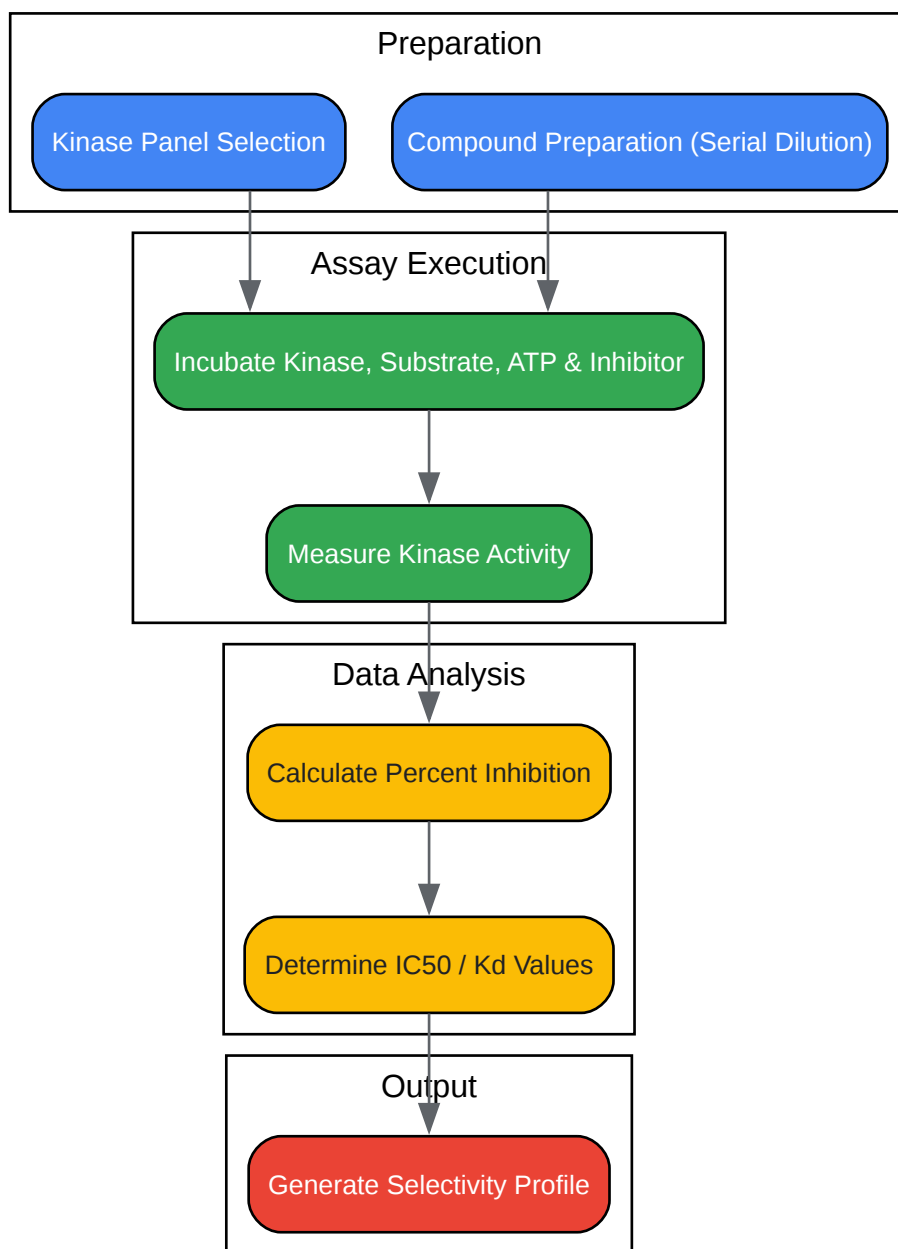 Preparation
Kinase Panel Selection
Compound Preparation (Serial Dilution)
Assay Execution
Incubate Kinase, Substrate, ATP & Inhibitor
Measure Kinase Activity
Data Analysis
Calculate Percent Inhibition
Determine IC50 / Kd Values
Output
Generate Selectivity Profile